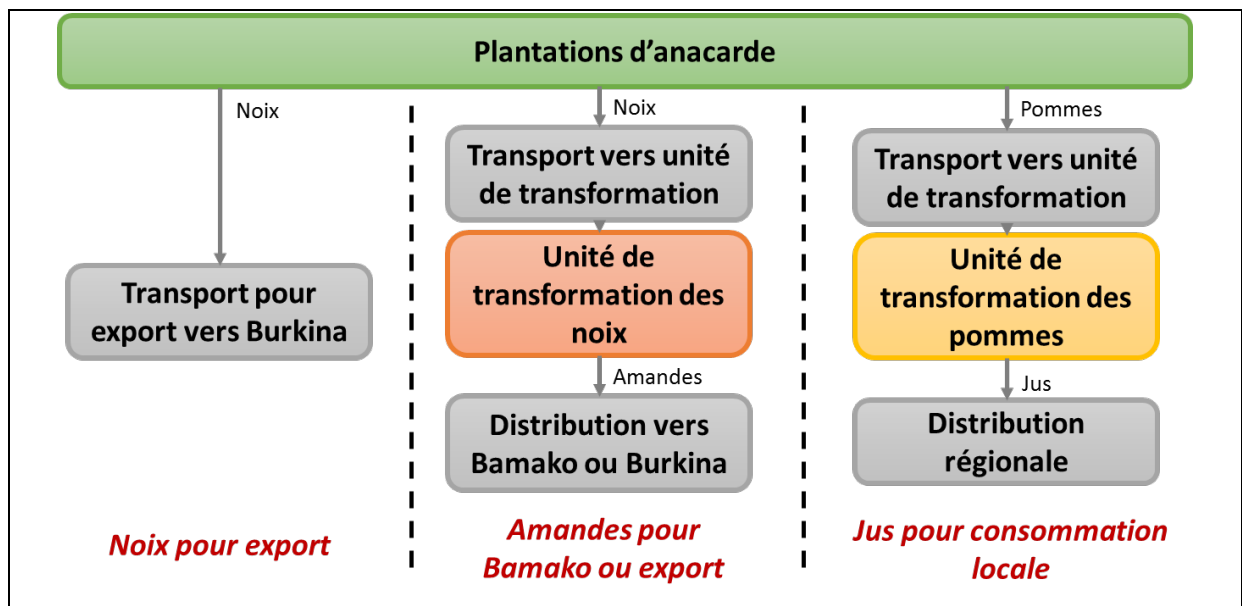 Plantations d’anacarde
Noix
Transport pour
export vers Burkina
Noix pour export
Noix
Transport vers unité
de transformation
Unité de
transformation des
noix
Amandes
Distribution vers
Bamako ou Burkina
Amandes pour
Bamako ou export
Pommes
Transport vers unité
de transformation
Unité de
transformation des
pommes
Jus
Distribution
régionale
Jus pour consommation
locale